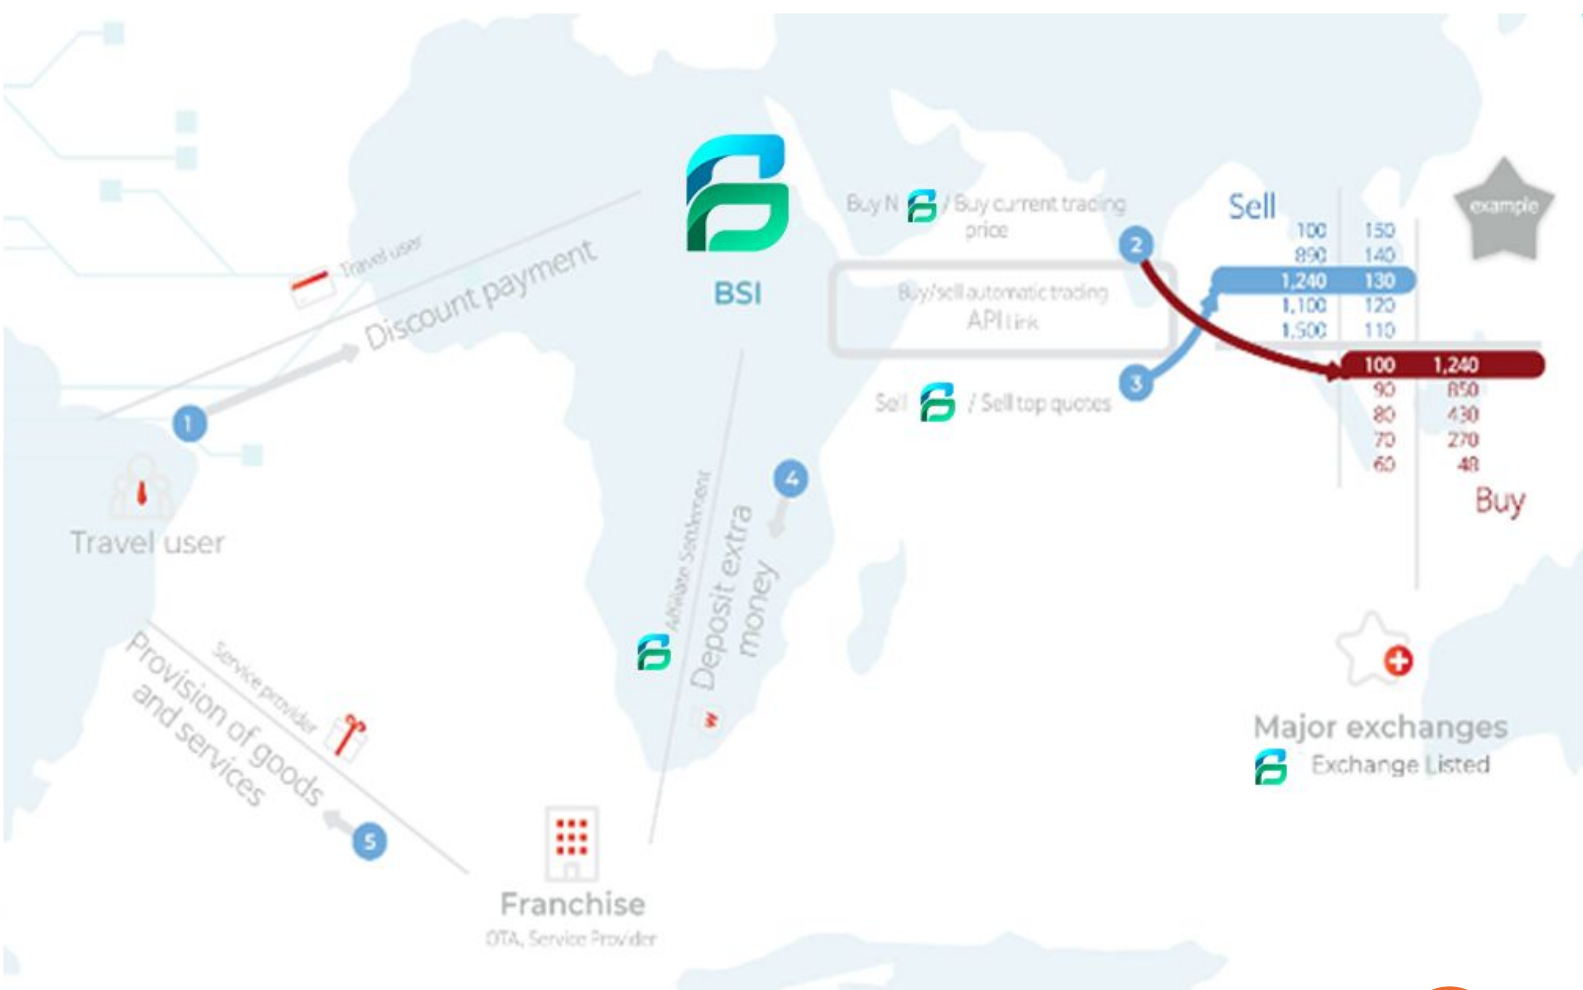 Travel user
Discount payment
1
Travel user
BSI
Buy N / Buy current trading
price
2
Buy/sell automatic trading
API Link
Sell / Sell top quotes
3
Sell
100 150
890 140
1,240 130
1,100 120
1,500 110
100 1,240
90 850
80 430
70 270
60 48
Buy
example
4
Affiliate Settlement
Deposit extra
money
W
Service provider
Provision of goods
and services
5
Franchise
OTA, Service Provider
Major exchanges
Exchange Listed